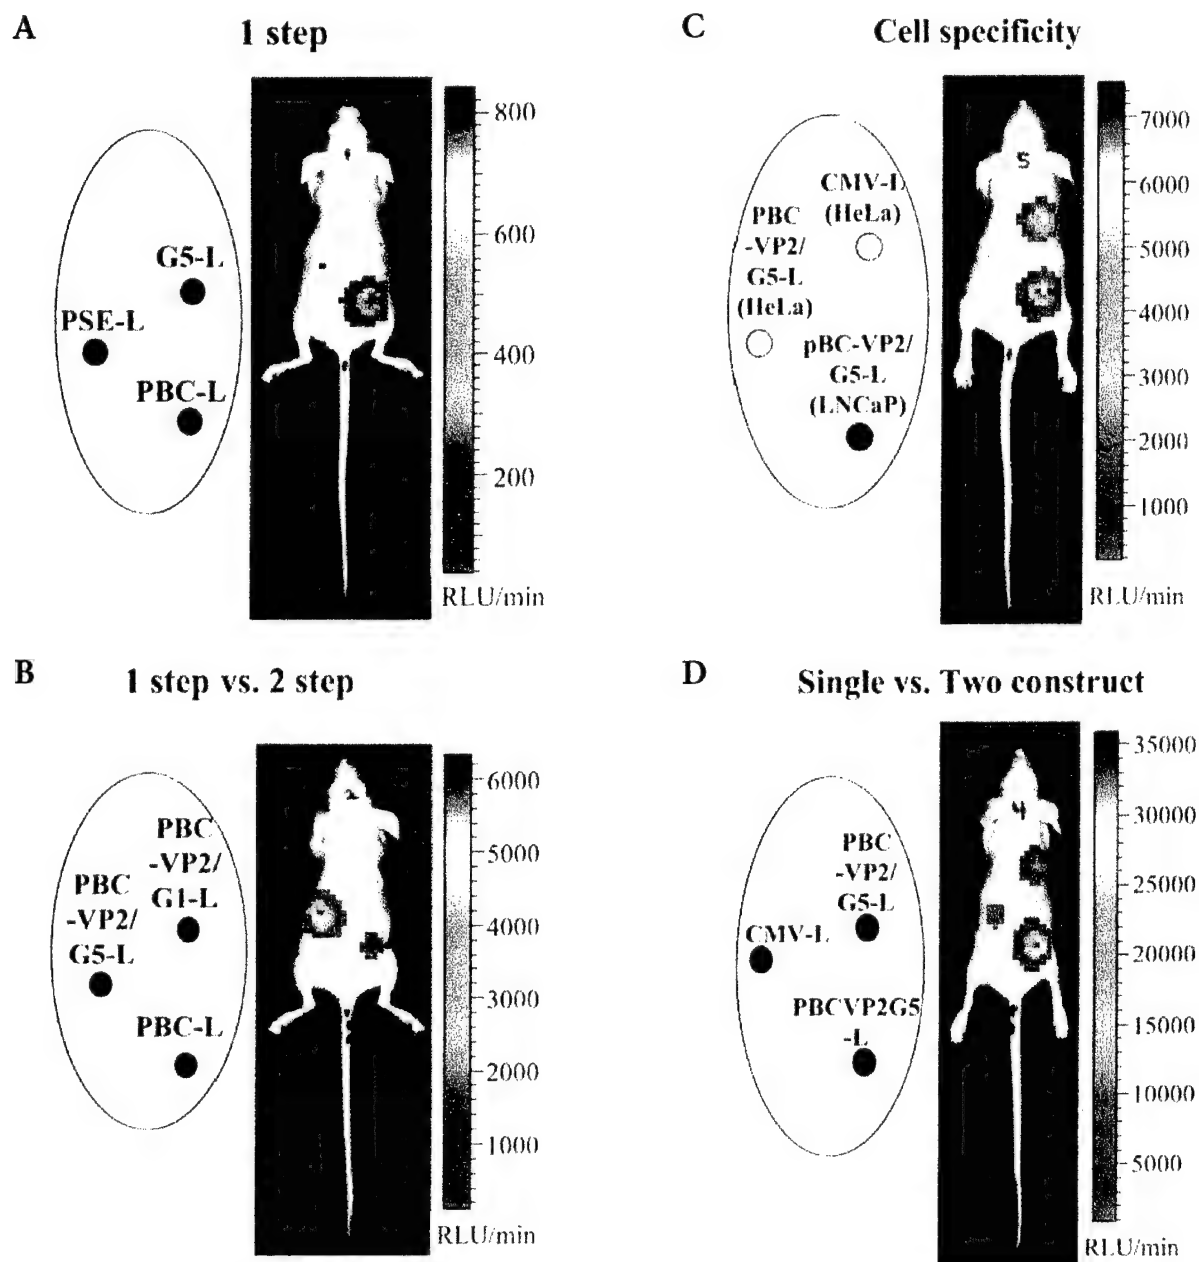 A
1 step
G5-L
PSE-L
PBC-L
800
600
400
200
RLU/min
C
Cell specificity
CMV-L
(HeLa)
PBC
-VP2/
G5-L
(HeLa)
pBC-VP2/
G5-L
(LNCaP)
5
7000
6000
5000
4000
3000
2000
1000
RLU/min
B
1 step vs. 2 step
PBC
-VP2/
G1-L
PBC
-VP2/
G5-L
PBC-L
6000
5000
4000
3000
2000
1000
RLU/min
D
Single vs. Two construct
PBC
-VP2/
G5-L
CMV-L
PBCVP2G5
-L
4
35000
30000
25000
20000
15000
10000
5000
RLU/min